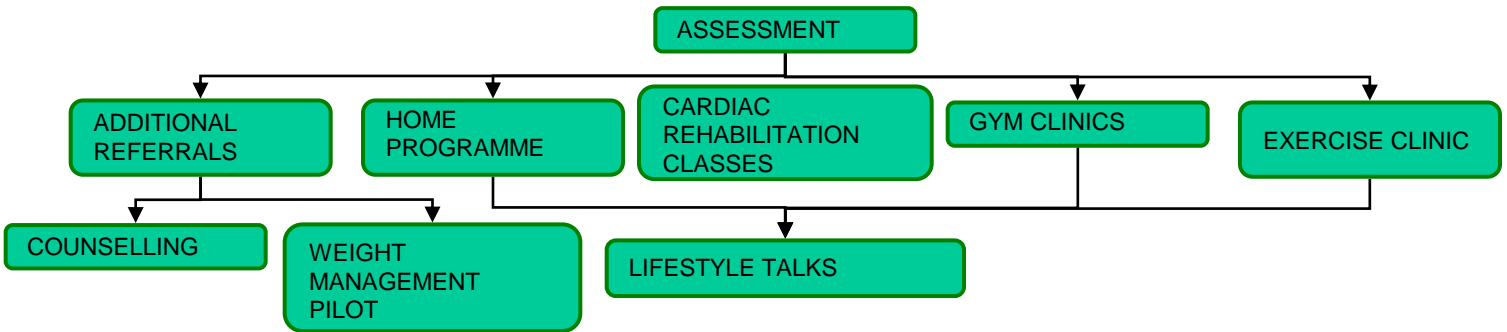 ASSESSMENT
ADDITIONAL
REFERRALS
HOME
PROGRAMME
CARDIAC
REHABILITATION
CLASSES
GYM CLINICS
EXERCISE CLINIC
COUNSELLING
WEIGHT
MANAGEMENT
PILOT
LIFESTYLE TALKS